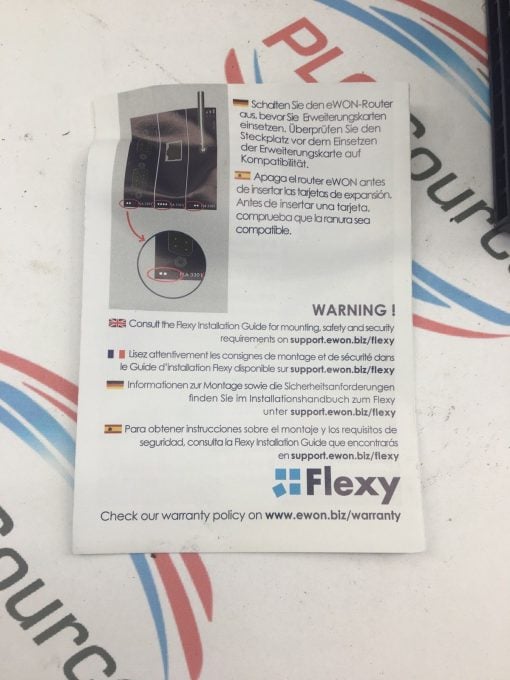 Schalten Sie den eWON-Router
aus, bevor Sie Erweiterungskarten
einsetzen. Überprüfen Sie den
Steckplatz vor dem Einsetzen
der Erweiterungskarte auf
Kompatibilität.
Apaga el router eWON antes
de insertar las tarjetas de expansión.
Antes de insertar una tarjeta,
comprueba que la ranura sea
compatible.
WARNING !
Consult the Flexy Installation Guide for mounting, safety and security
requirements on support.ewon.biz/flexy
Lisez attentivement les consignes de montage et de sécurité dans
le Guide d'installation Flexy disponible sur support.ewon.biz/flexy
Informationen zur Montage sowie die Sicherheitsanforderungen
finden Sie im Installationshandbuch zum Flexy
unter support.ewon.biz/flexy
Para obtener instrucciones sobre el montaje y los requisitos de
seguridad, consulta la Flexy Installation Guide que encontrarás
en support.ewon.biz/flexy
Flexy
Check our warranty policy on www.ewon.biz/warranty